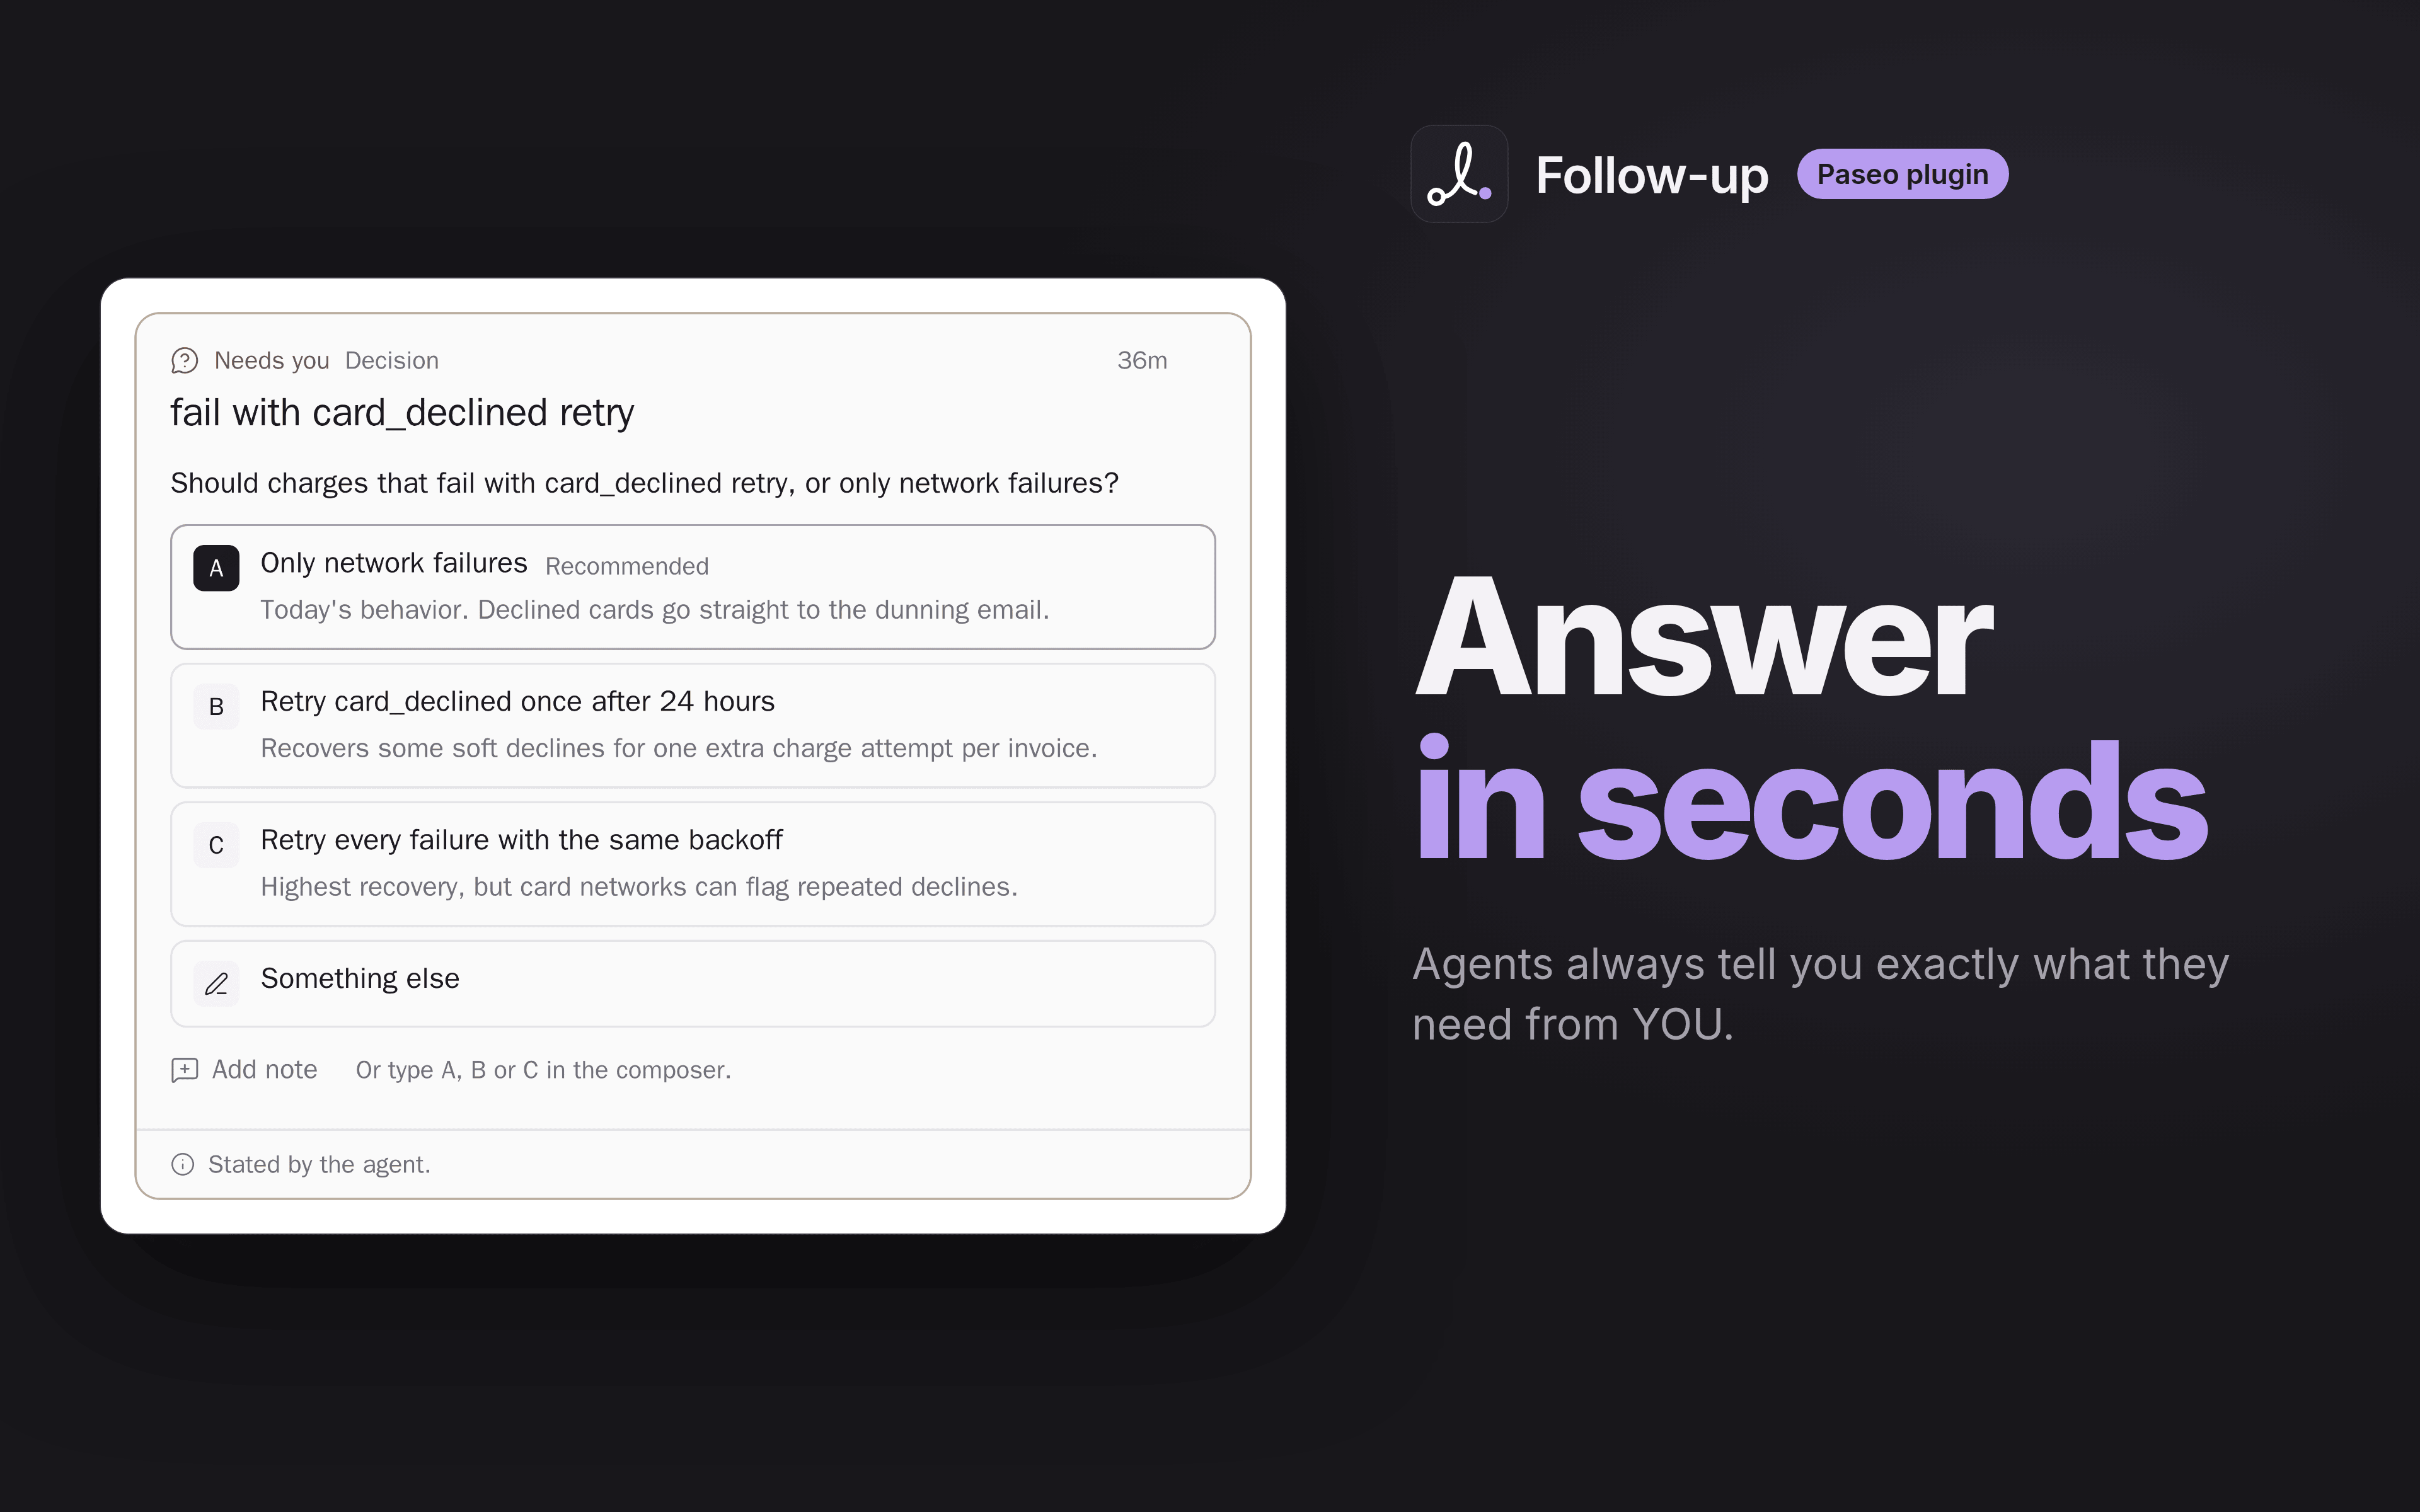 Follow-up
Paseo plugin
Needs you Decision 36m
fail with card_declined retry
Should charges that fail with card_declined retry, or only network failures?
A Only network failures Recommended
Today's behavior. Declined cards go straight to the dunning email.
B Retry card_declined once after 24 hours
Recovers some soft declines for one extra charge attempt per invoice.
C Retry every failure with the same backoff
Highest recovery, but card networks can flag repeated declines.
Something else
Add note Or type A, B or C in the composer.
Stated by the agent.
Answer
in seconds
Agents always tell you exactly what they
need from YOU.